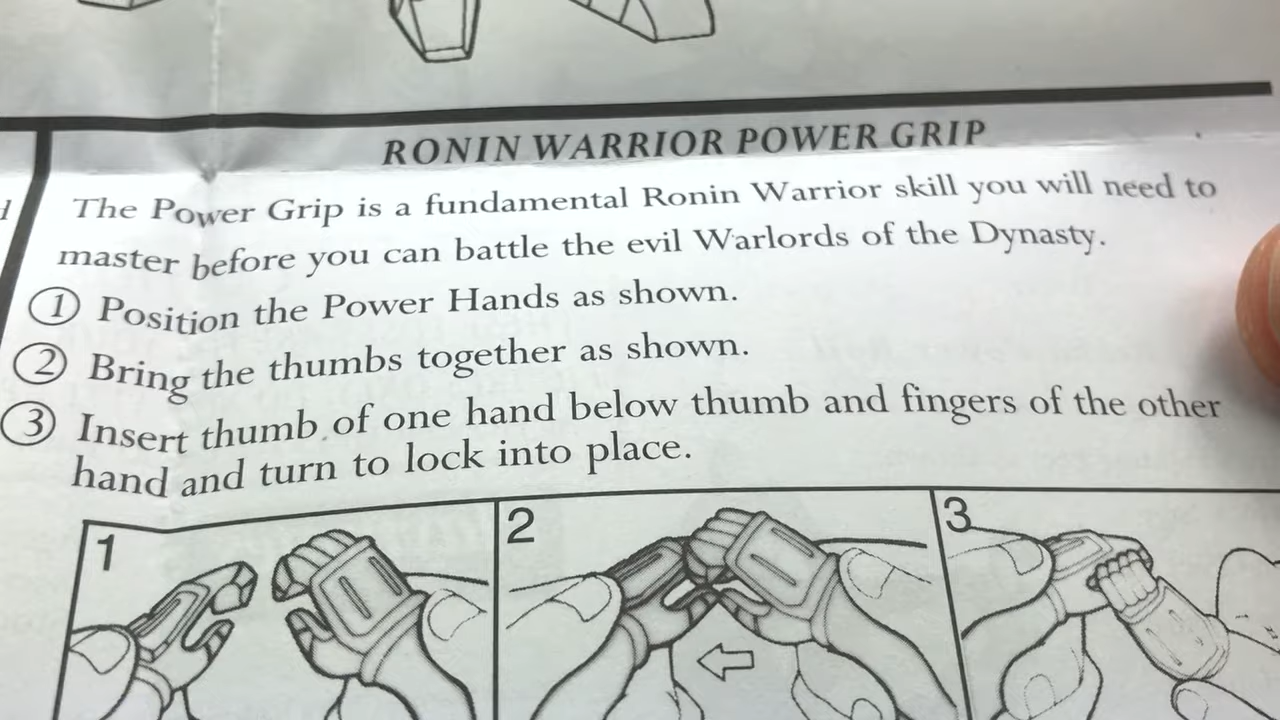 RONIN WARRIOR POWER GRIP
The Power Grip is a fundamental Ronin Warrior skill you will need to
master before you can battle the evil Warlords of the Dynasty.
1 Position the Power Hands as shown.
2 Bring the thumbs together as shown.
3 Insert thumb of one hand below thumb and fingers of the other
hand and turn to lock into place.
1 2 3